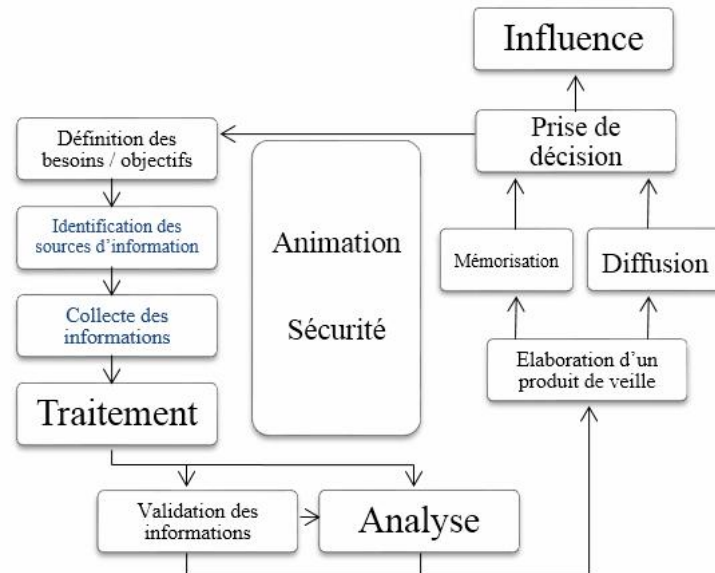 Influence
Prise de
décision
Définition des
besoins / objectifs
Identification des
sources d'information
Collecte des
informations
Traitement
Animation
Sécurité
Mémorisation
Diffusion
Elaboration d'un
produit de veille
Validation des
informations
Analyse